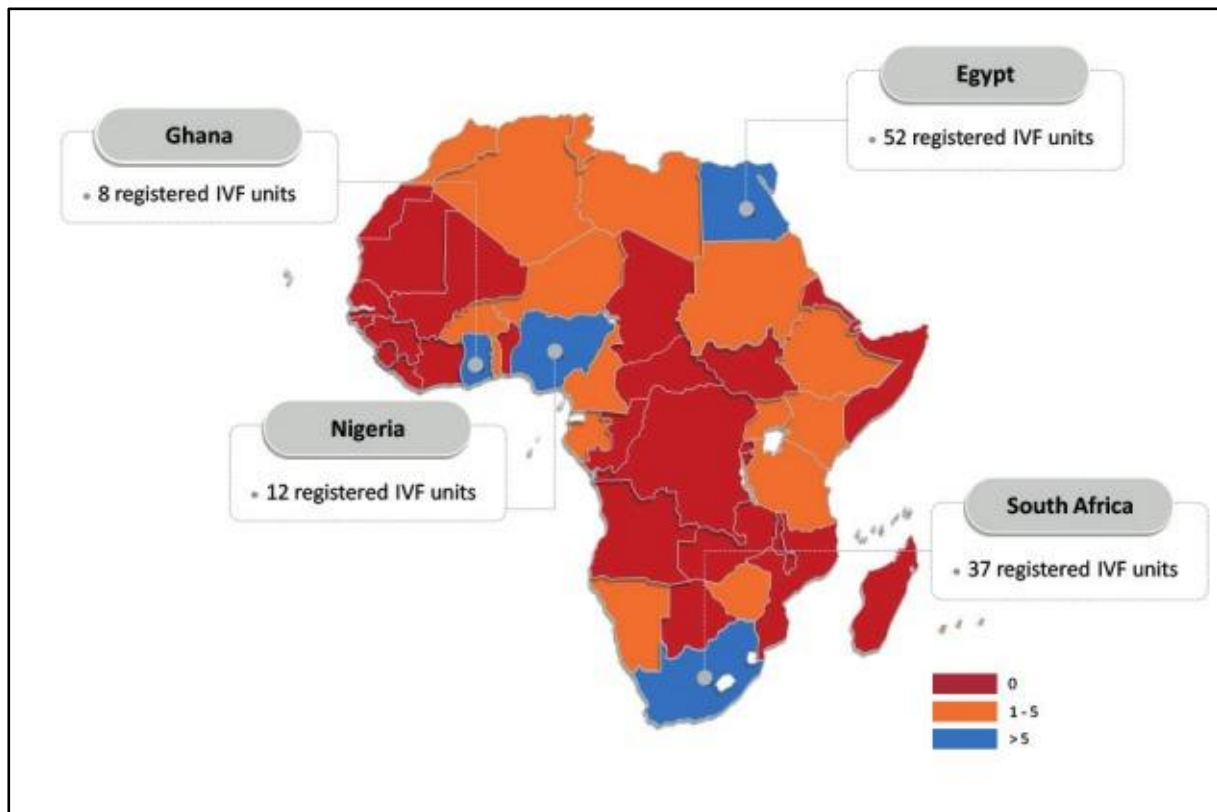 Egypt
• 52 registered IVF units
Ghana
• 8 registered IVF units
Nigeria
• 12 registered IVF units
South Africa
• 37 registered IVF units
0
1 - 5
> 5